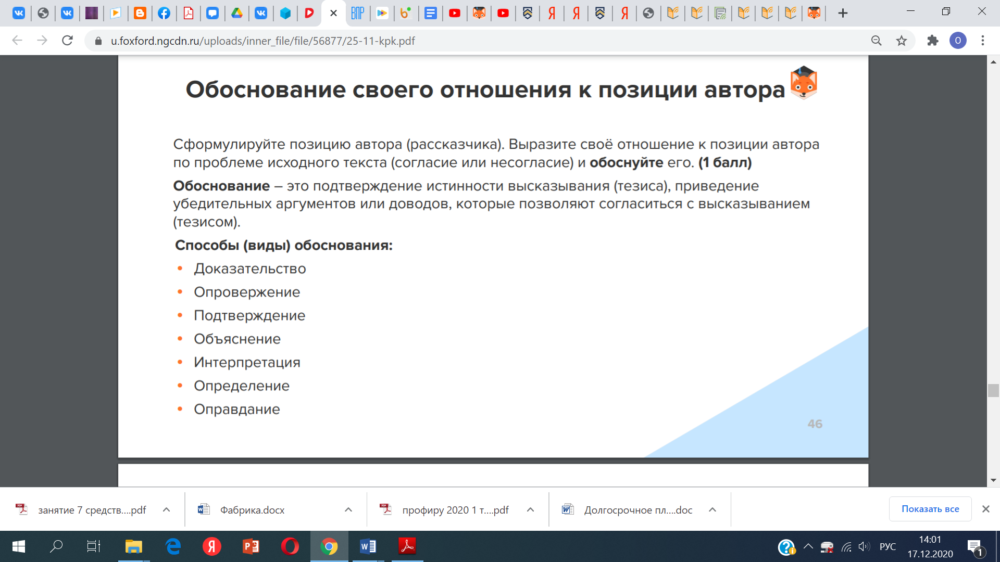 u.foxford.ngcdn.ru/uploads/inner_file/file/56877/25-11-kpk.pdf
О
Обоснование своего отношения к позиции автора
Сформулируйте позицию автора (рассказчика). Выразите своё отношение к позиции автора
по проблеме исходного текста (согласие или несогласие) и обоснуйте его. (1 балл)
Обоснование – это подтверждение истинности высказывания (тезиса), приведение
убедительных аргументов или доводов, которые позволяют согласиться с высказыванием
(тезисом).
Способы (виды) обоснования:
• Доказательство
• Опровержение
• Подтверждение
• Объяснение
• Интерпретация
• Определение
• Оправдание
46
занятие 7 средств....pdf
Фабрика.docx
профиру 2020 1 т....pdf
Долгосрочное пл....doc
Показать все
РУС
14:01
17.12.2020
1